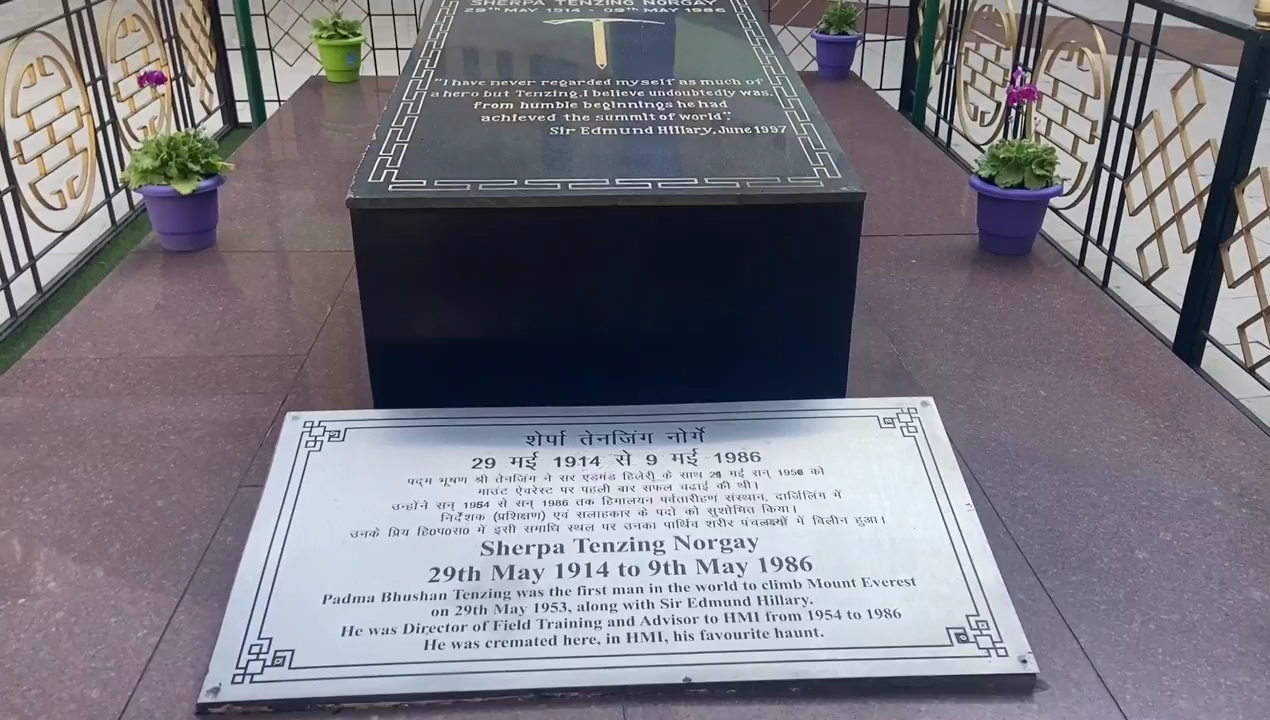 SHERPA TENZING NORGAY
29TH MAY 1914 - 09TH MAY 1986
"I have never regarded myself as much of
a hero but Tenzing, I believe undoubtedly was.
from humble beginnings he had
achieved the summit of world".
Sir Edmund Hillary, June 1997
शेर्पा तेनजिंग नोर्गे
29 मई 1914 से 9 मई 1986
पद्म भूषण श्री तेनजिंग ने सर एडमंड हिलेरी के साथ 29 मई सन् 1953 को
माउंट ऐवरेस्ट पर पहली बार सफल चढाई की थी।
उन्होंने सन् 1954 से सन् 1986 तक हिमालयन पर्वतारोहण संस्थान, दार्जिलिंग में
निर्देशक (प्रशिक्षण) एवं सलाहकार के पदों को सुशोमित किया।
उनके प्रिय हि०प०स० में इसी समाधि स्थल पर उनका पार्थिव शरीर में विलीन हुआ।
Sherpa Tenzing Norgay
29th May 1914 to 9th May 1986
Padma Bhushan Tenzing was the first man in the world to climb Mount Everest
on 29th May 1953, along with Sir Edmund Hillary.
He was Director of Field Training and Advisor to HMI from 1954 to 1986
He was cremated here, in HMI, his favourite haunt.